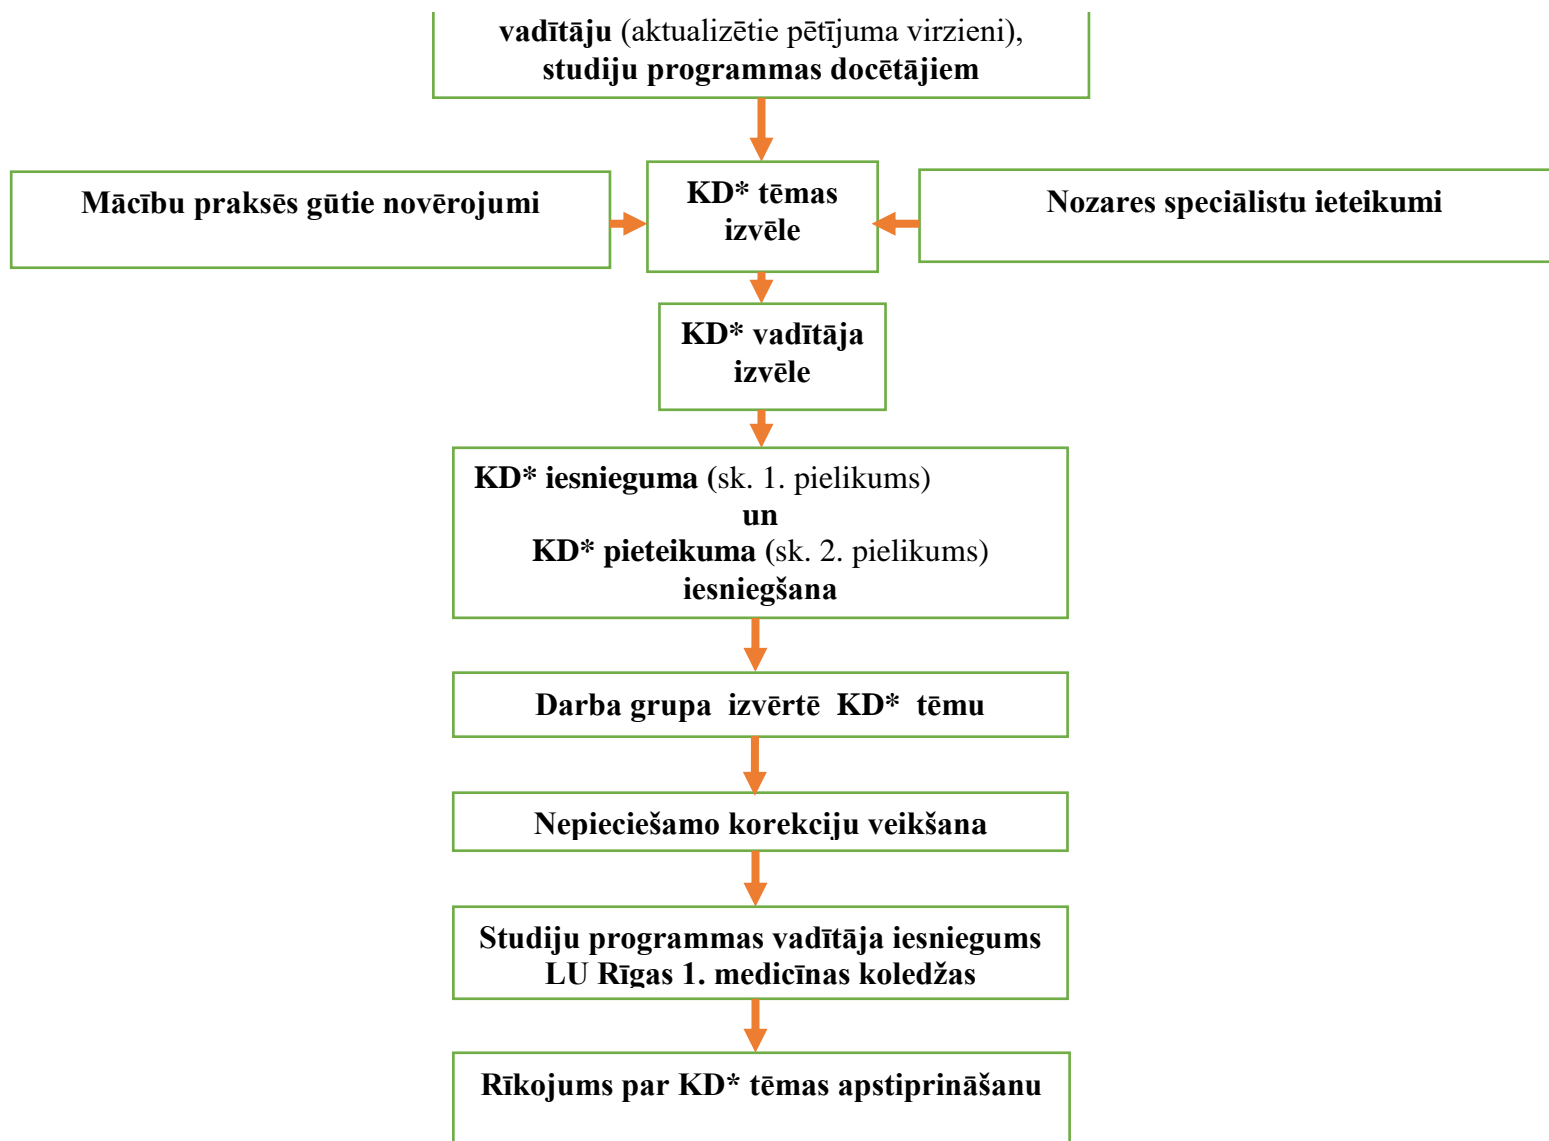 vadītāju (aktualizētie pētījuma virzieni),
studiju programmas docētājiem
Mācību praksēs gūtie novērojumi
KD* tēmas
izvēle
Nozares speciālistu ieteikumi
KD* vadītāja
izvēle
KD* iesnieguma (sk. 1. pielikums)
un
KD* pieteikuma (sk. 2. pielikums)
iesniegšana
Darba grupa izvērtē KD* tēmu
Nepieciešamo korekciju veikšana
Studiju programmas vadītāja iesniegums
LU Rīgas 1. medicīnas koledžas
Rīkojums par KD* tēmas apstiprināšanu